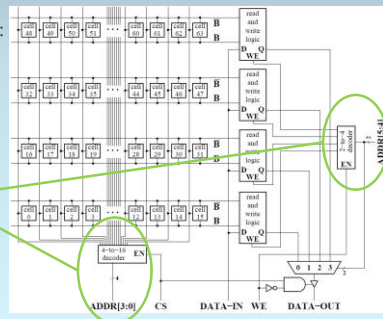 :
cell 48 cell 49 cell 50 cell 51 ... cell 60 cell 61 cell 62 cell 63
B
B
read and write logic
D Q
WE
cell 32 cell 33 cell 34 cell 35 ... cell 44 cell 45 cell 46 cell 47
B
B
read and write logic
D Q
WE
cell 16 cell 17 cell 18 cell 19 ... cell 28 cell 29 cell 30 cell 31
B
B
read and write logic
D Q
WE
2-to-4 decoder
EN
2
ADDR[5:4]
cell 0 cell 1 cell 2 cell 3 ... cell 12 cell 13 cell 14 cell 15
B
B
read and write logic
D Q
WE
4-to-16 decoder
EN
4
0 1 2 3
2
ADDR[3:0] CS DATA-IN WE DATA-OUT